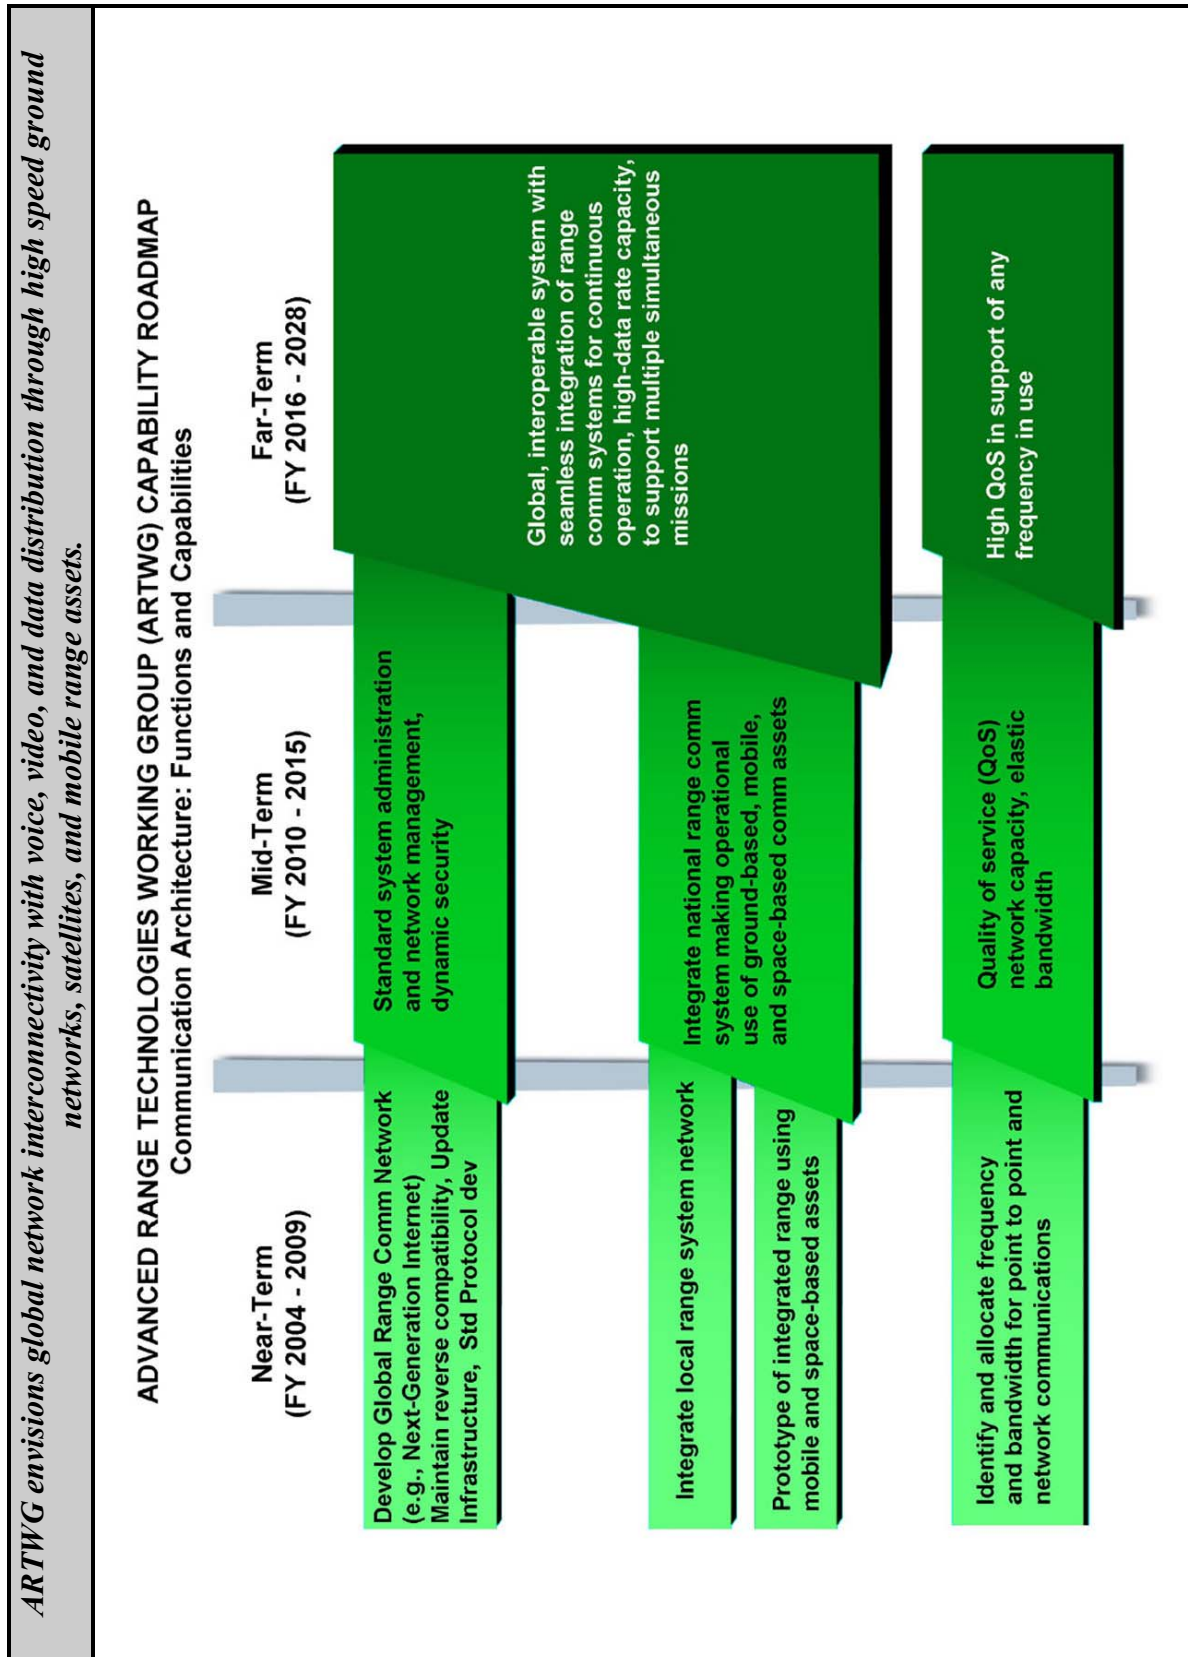 ARTWG envisions global network interconnectivity with voice, video, and data distribution through high speed ground
networks, satellites, and mobile range assets.
ADVANCED RANGE TECHNOLOGIES WORKING GROUP (ARTWG) CAPABILITY ROADMAP
Communication Architecture: Functions and Capabilities
Near-Term
(FY 2004 - 2009)
Mid-Term
(FY 2010 - 2015)
Far-Term
(FY 2016 - 2028)
Develop Global Range Comm Network
(e.g., Next-Generation Internet)
Maintain reverse compatibility, Update
Infrastructure, Std Protocol dev
Standard system administration
and network management,
dynamic security
Global, interoperable system with
seamless integration of range
comm systems for continuous
operation, high-data rate capacity,
to support multiple simultaneous
missions
Integrate local range system network
Prototype of integrated range using
mobile and space-based assets
Integrate national range comm
system making operational
use of ground-based, mobile,
and space-based comm assets
Identify and allocate frequency
and bandwidth for point to point and
network communications
Quality of service (QoS)
network capacity, elastic
bandwidth
High QoS in support of any
frequency in use